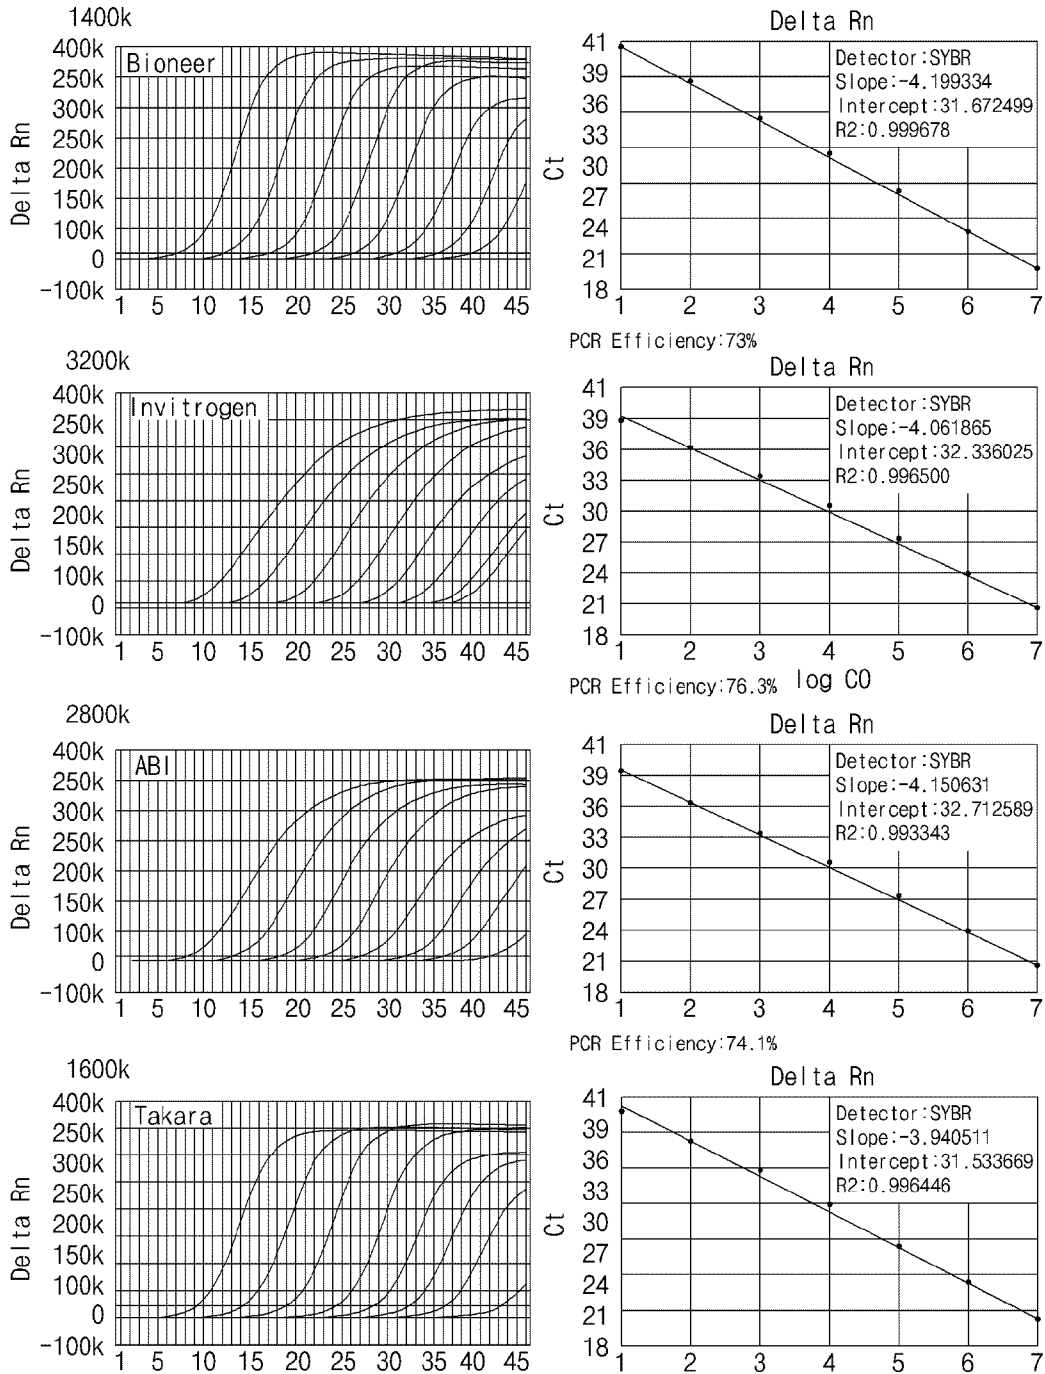 1400k
Delta Rn
400k
250k
300k
250k
200k
150k
100k
0
-100k
Delta Rn
Bioneer
1 5 10 15 20 25 30 35 40 45
41
39
36
33
30
27
24
21
18
Ct
Detector:SYBR
Slope:-4.199334
Intercept:31.672499
R2:0.999678
1 2 3 4 5 6 7
PCR Efficiency:73%
3200k
Delta Rn
400k
250k
300k
250k
200k
150k
100k
0
-100k
Delta Rn
Invitrogen
1 5 10 15 20 25 30 35 40 45
41
39
36
33
30
27
24
21
18
Ct
Detector:SYBR
Slope:-4.061865
Intercept:32.336025
R2:0.996500
1 2 3 4 5 6 7
PCR Efficiency:76.3% log CO
2800k
Delta Rn
400k
250k
300k
250k
200k
150k
100k
0
-100k
Delta Rn
ABI
1 5 10 15 20 25 30 35 40 45
41
39
36
33
30
27
24
21
18
Ct
Detector:SYBR
Slope:-4.150631
Intercept:32.712589
R2:0.993343
1 2 3 4 5 6 7
PCR Efficiency:74.1%
1600k
Delta Rn
400k
250k
300k
250k
200k
150k
100k
0
-100k
Delta Rn
Takara
1 5 10 15 20 25 30 35 40 45
41
39
36
33
30
27
24
21
18
Ct
Detector:SYBR
Slope:-3.940511
Intercept:31.533669
R2:0.996446
1 2 3 4 5 6 7